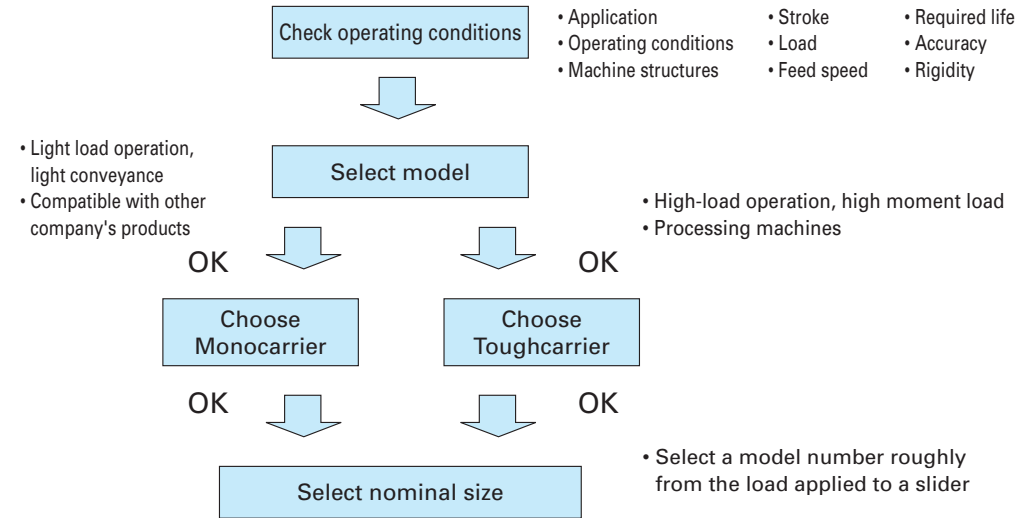 Check operating conditions
• Application
• Operating conditions
• Machine structures
• Stroke
• Load
• Feed speed
• Required life
• Accuracy
• Rigidity
• Light load operation,
light conveyance
• Compatible with other
company's products
Select model
• High-load operation, high moment load
• Processing machines
OK
OK
Choose
Monocarrier
Choose
Toughcarrier
OK
OK
Select nominal size
• Select a model number roughly
from the load applied to a slider